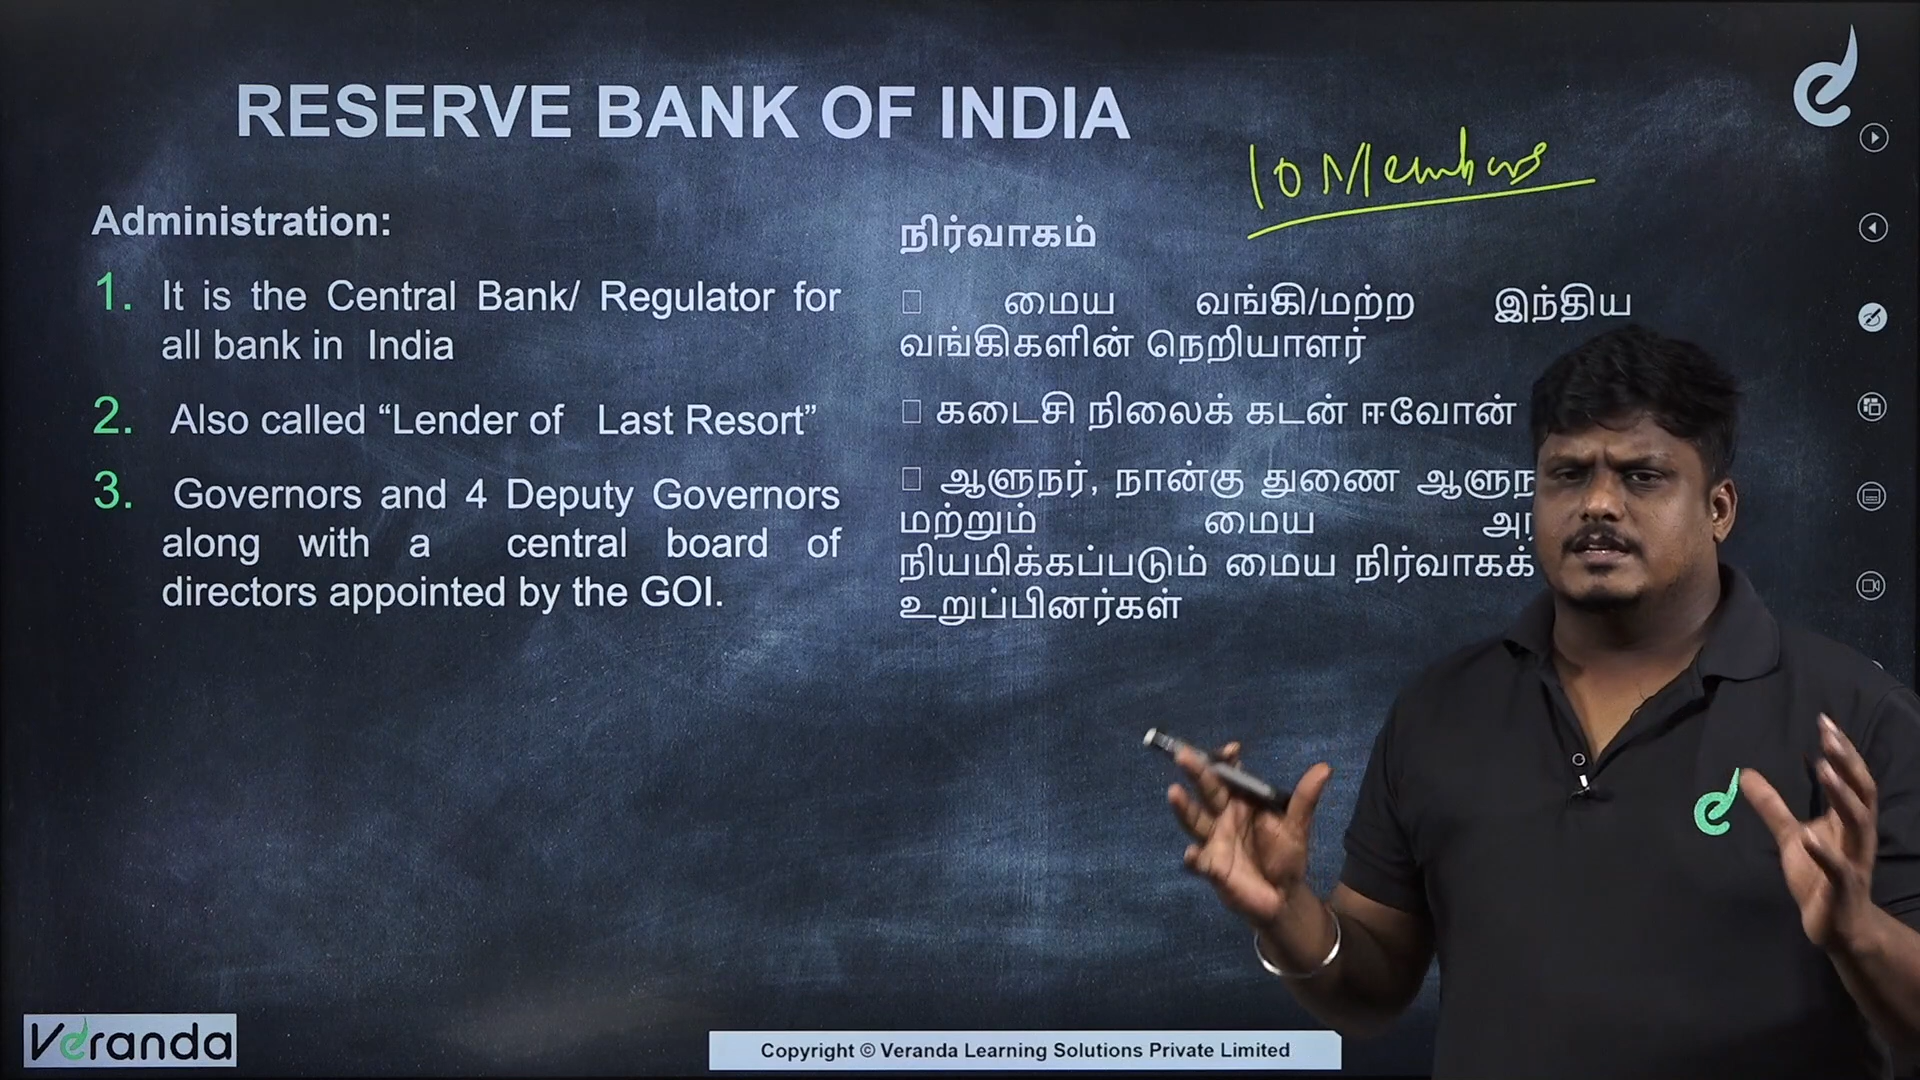 RESERVE BANK OF INDIA
10 Members
Administration:
1. It is the Central Bank/ Regulator for
all bank in India
2. Also called “Lender of Last Resort”
3. Governors and 4 Deputy Governors
along with a central board of
directors appointed by the GOI.
நிர்வாகம்
மைய வங்கி/மற்ற இந்திய
வங்கிகளின் நெறியாளர்
கடைசி நிலைக் கடன் ஈவோன்
ஆளுநர், நான்கு துணை
மற்றும் மைய
நியமிக்கப்படும் மைய நிர்வாகக்
உறுப்பினர்கள்
Veranda
Copyright © Veranda Learning Solutions Private Limited